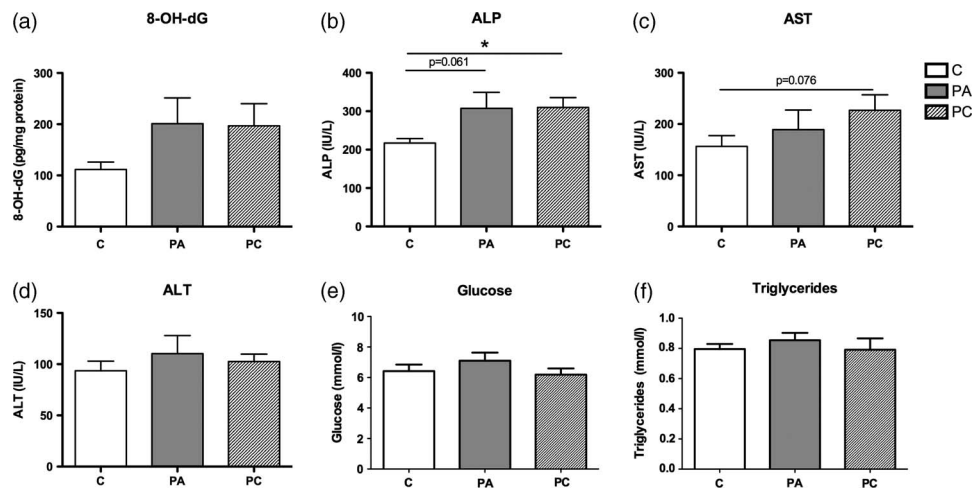 (a)
8-OH-dG
8-OH-dG (pg/mg protein)
300
200
100
0
C
PA
PC
(b)
ALP
*
p=0.061
ALP (IU/L)
400
300
200
100
0
C
PA
PC
(c)
AST
p=0.076
AST (IU/L)
300
200
100
0
C
PA
PC
C
PA
PC
(d)
ALT
ALT (IU/L)
150
100
50
0
C
PA
PC
(e)
Glucose
Glucose (mmol/l)
10
8
6
4
2
0
C
PA
PC
(f)
Triglycerides
Triglycerides (mmol/l)
1.0
0.8
0.6
0.4
0.2
0.0
C
PA
PC